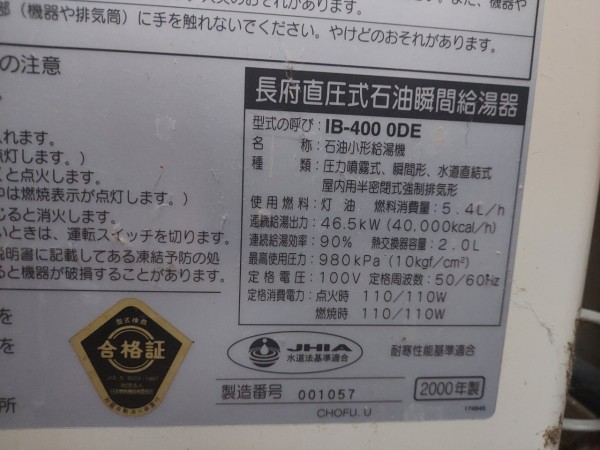 部（機器や排気筒）に手を触れないでください。やけどのおそれがあります。
の注意
れます。
点灯します。）
くと点火します。
中は燃焼表示が点灯します。）
じると消火します。
いときは、運転スイッチを切ります。
説明書に記載してある凍結予防の処
ると機器が破損することがあります。
を
を
所
型式検査
合格証
長府直圧式石油瞬間給湯器
型式の呼び：IB-400 0DE
名称：石油小形給湯機
種類：圧力噴霧式、瞬間形、水道直結式
屋内用半密閉式強制排気形
使用燃料：灯油 燃料消費量：5.4L/h
連続給湯出力：46.5kW (40,000kcal/h)
連続給湯効率：90% 熱交換器容量：2.0L
最高使用圧力：980kPa (10kgf/cm²)
定格電圧：100V 定格周波数：50/60Hz
定格消費電力：点火時 110/110W
燃焼時 110/110W
JHIA
水道法基準適合
耐寒性能基準適合
製造番号 001057
2000年製
CHOFU. U